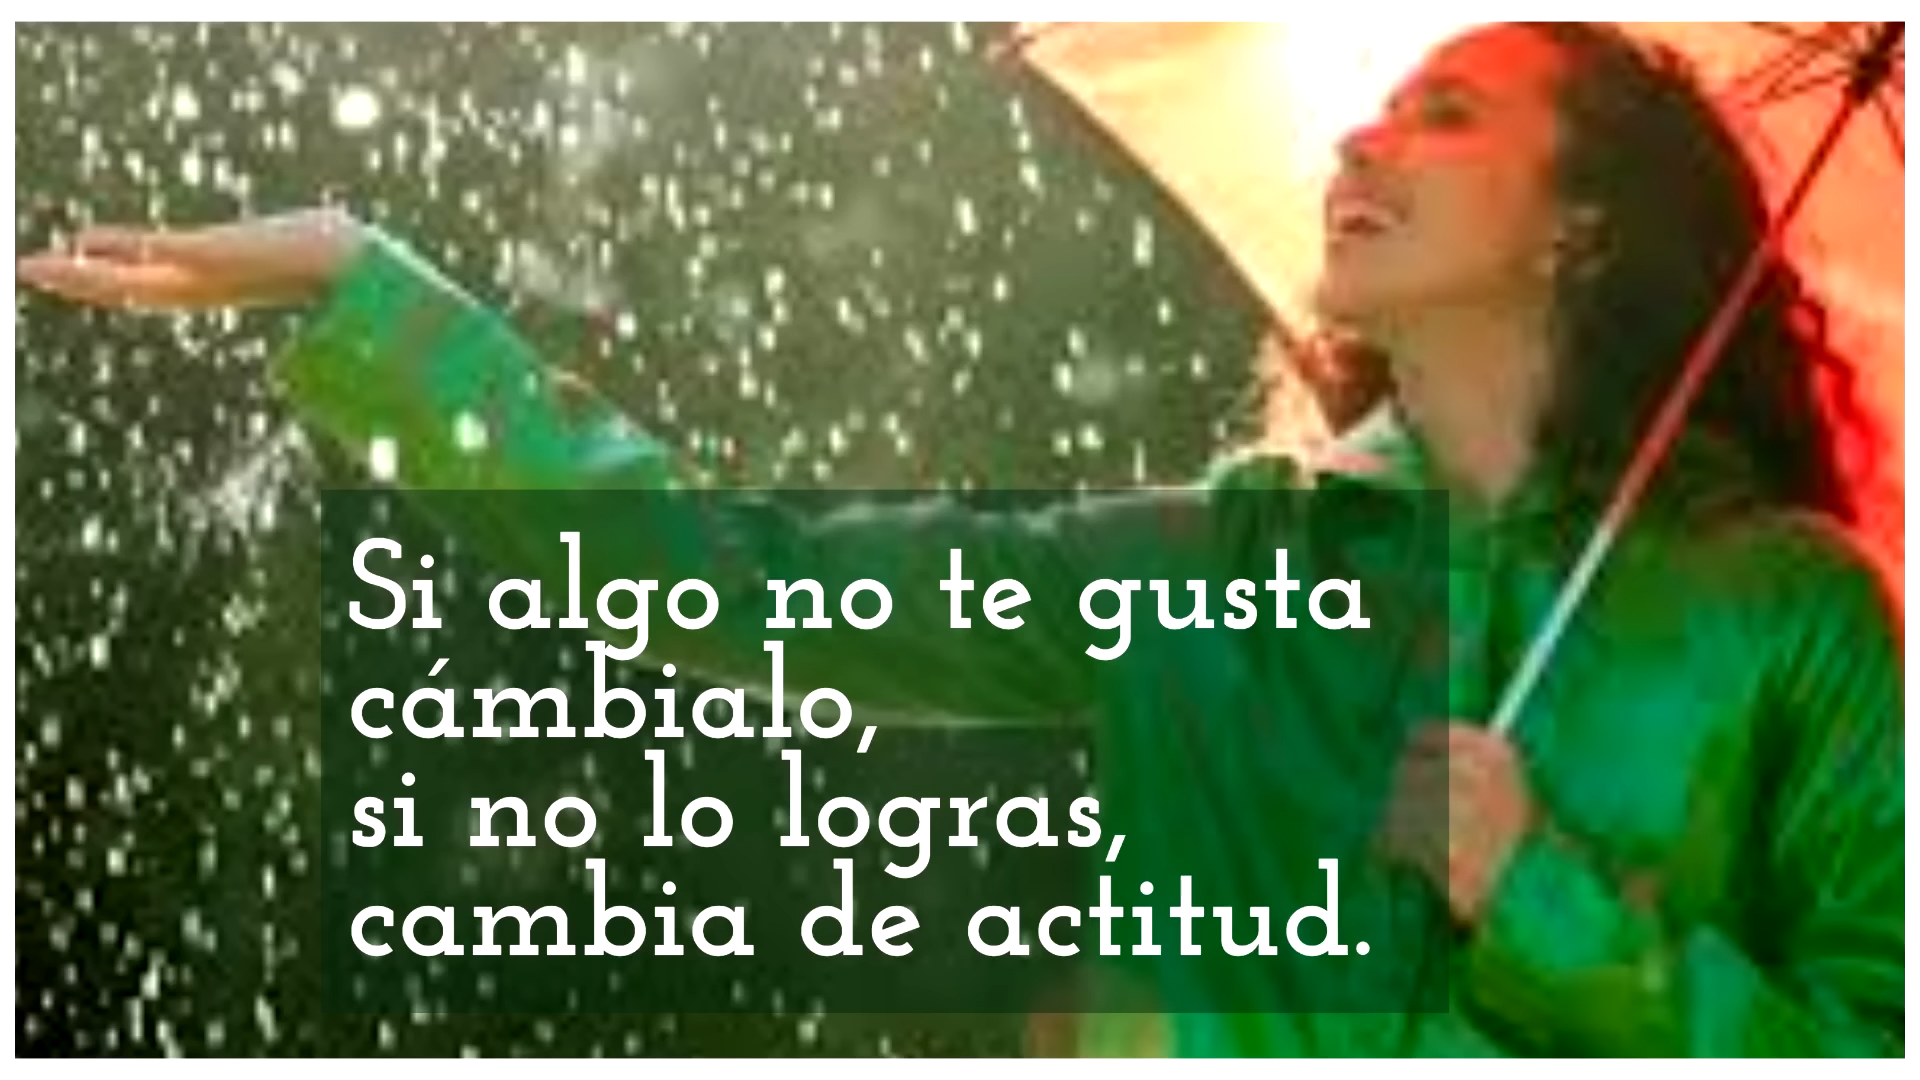 Si algo no te gusta
cámbialo,
si no lo logras,
cambia de actitud.